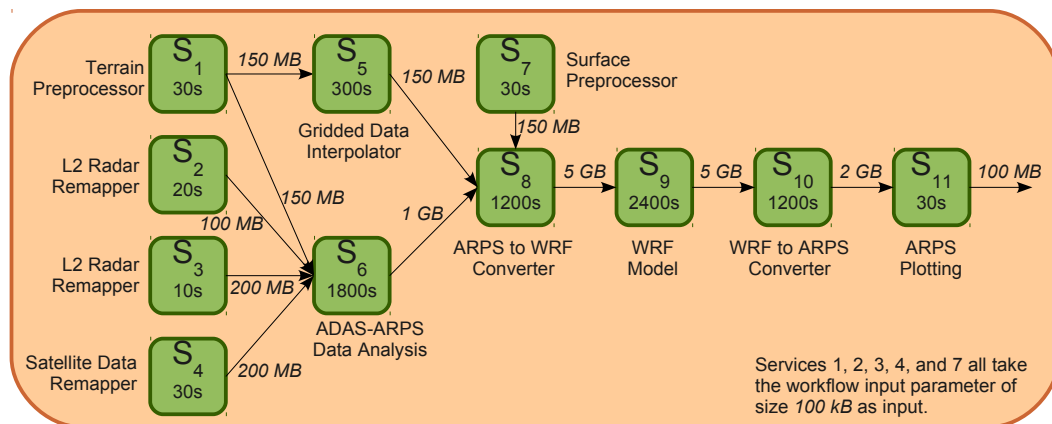 Terrain
Preprocessor
S1
30s
150 MB
S5
300s
Gridded Data
Interpolator
150 MB
S7
30s
Surface
Preprocessor
150 MB
L2 Radar
Remapper
S2
20s
100 MB
150 MB
L2 Radar
Remapper
S3
10s
200 MB
Satellite Data
Remapper
S4
30s
200 MB
S6
1800s
ADAS-ARPS
Data Analysis
1 GB
S8
1200s
ARPS to WRF
Converter
5 GB
S9
2400s
WRF
Model
5 GB
S10
1200s
WRF to ARPS
Converter
2 GB
S11
30s
ARPS
Plotting
100 MB
Services 1, 2, 3, 4, and 7 all take
the workflow input parameter of
size 100 kB as input.